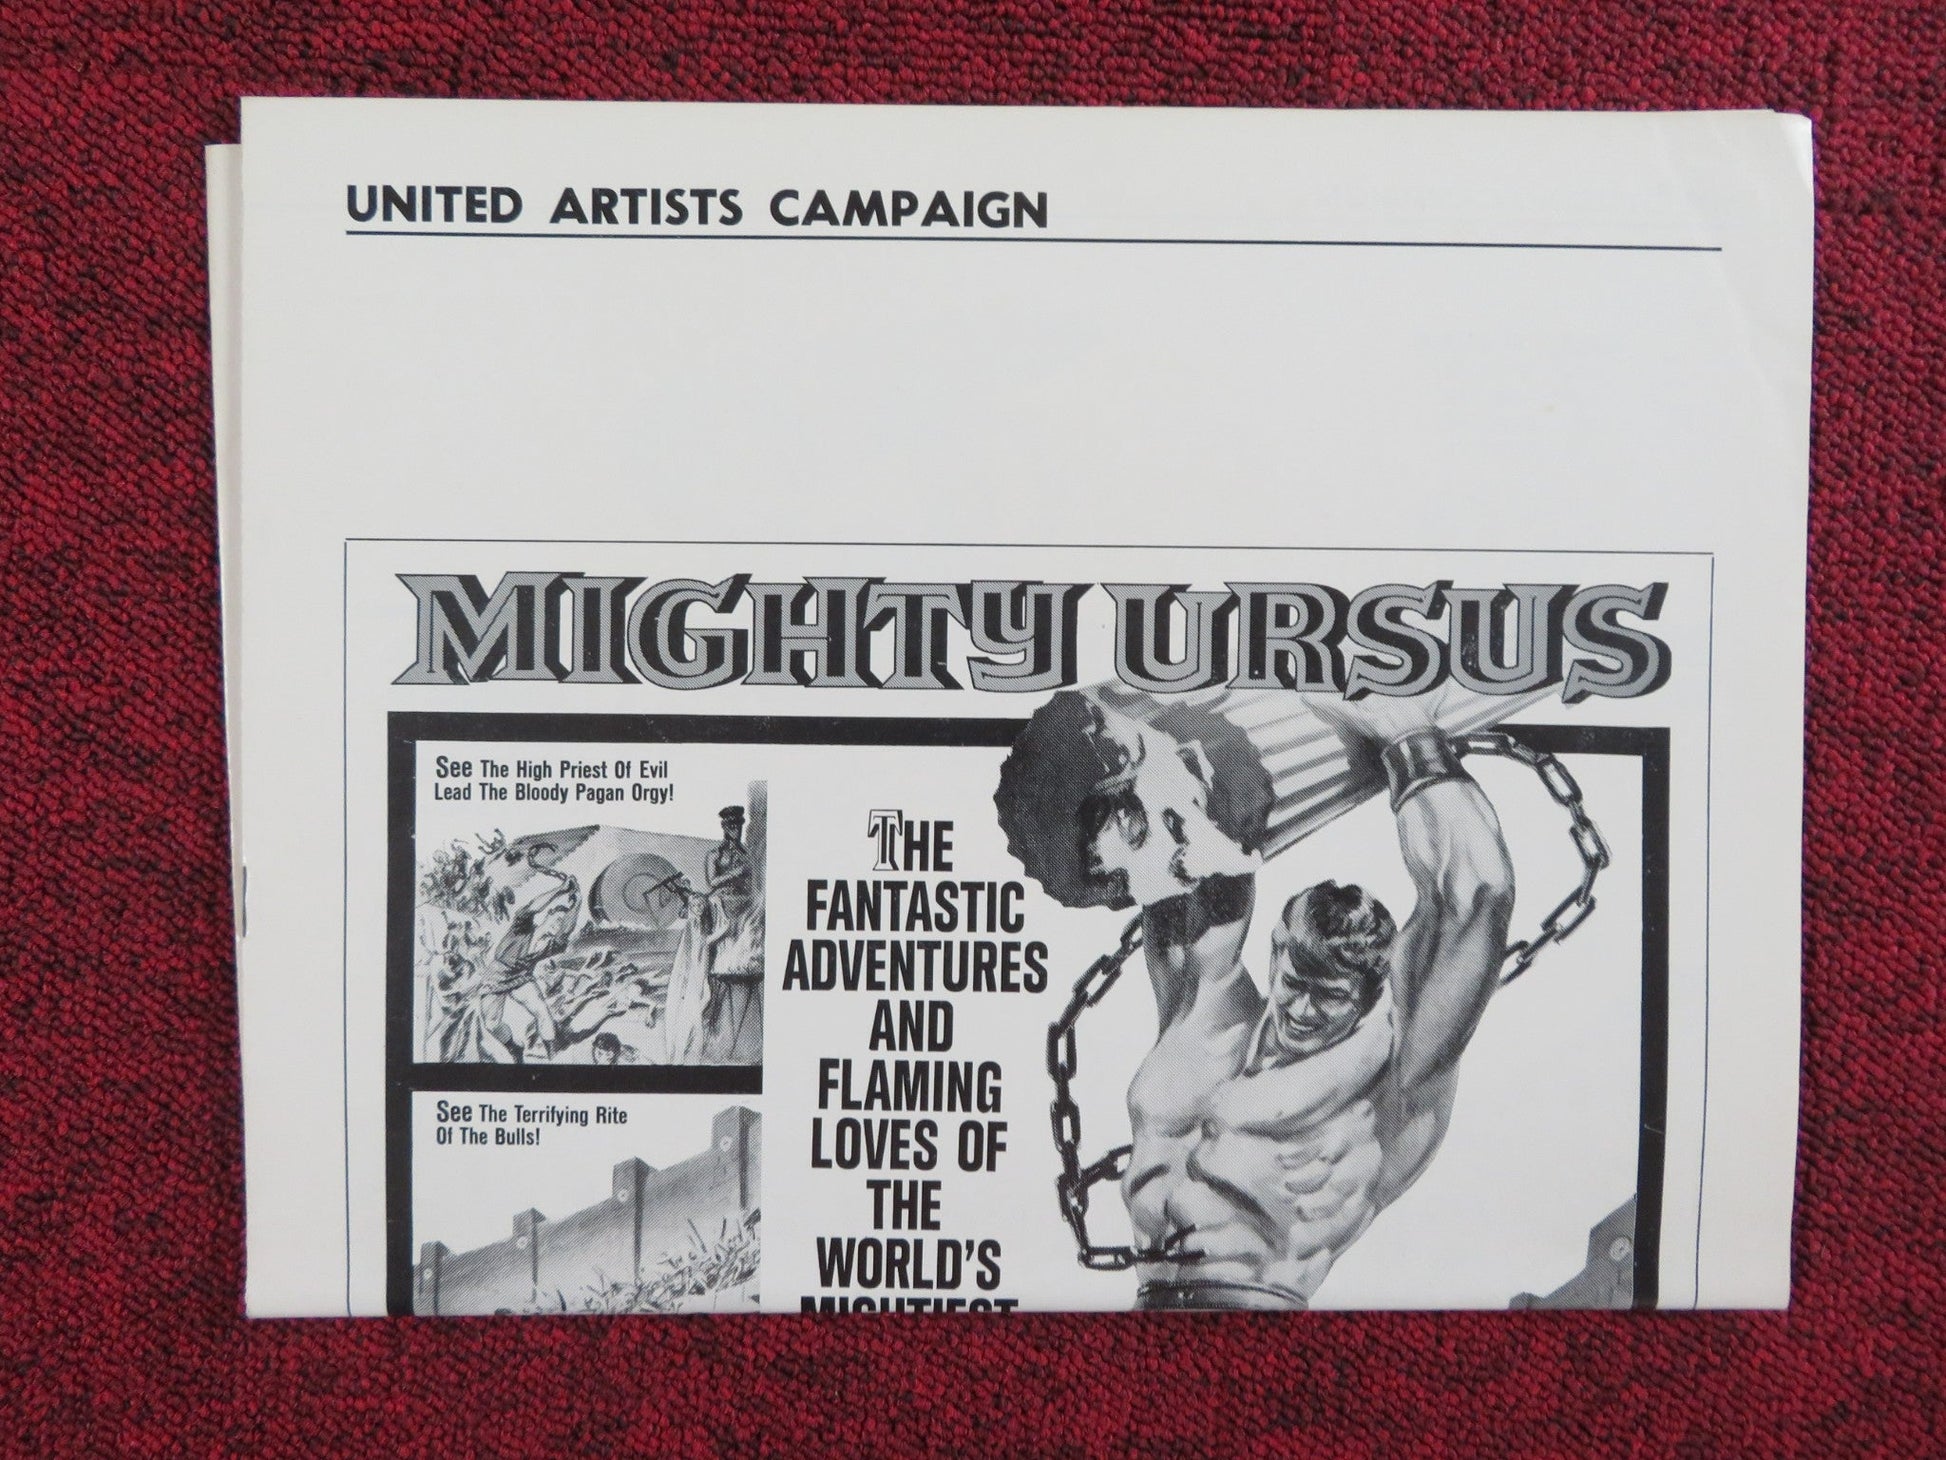 UNITED ARTISTS CAMPAIGN
MIGHTY URSUS
See The High Priest Of Evil
Lead The Bloody Pagan Orgy!
See The Terrifying Rite
Of The Bulls!
THE
FANTASTIC
ADVENTURES
AND
FLAMING
LOVES OF
THE
WORLD'S
MIGHTIEST